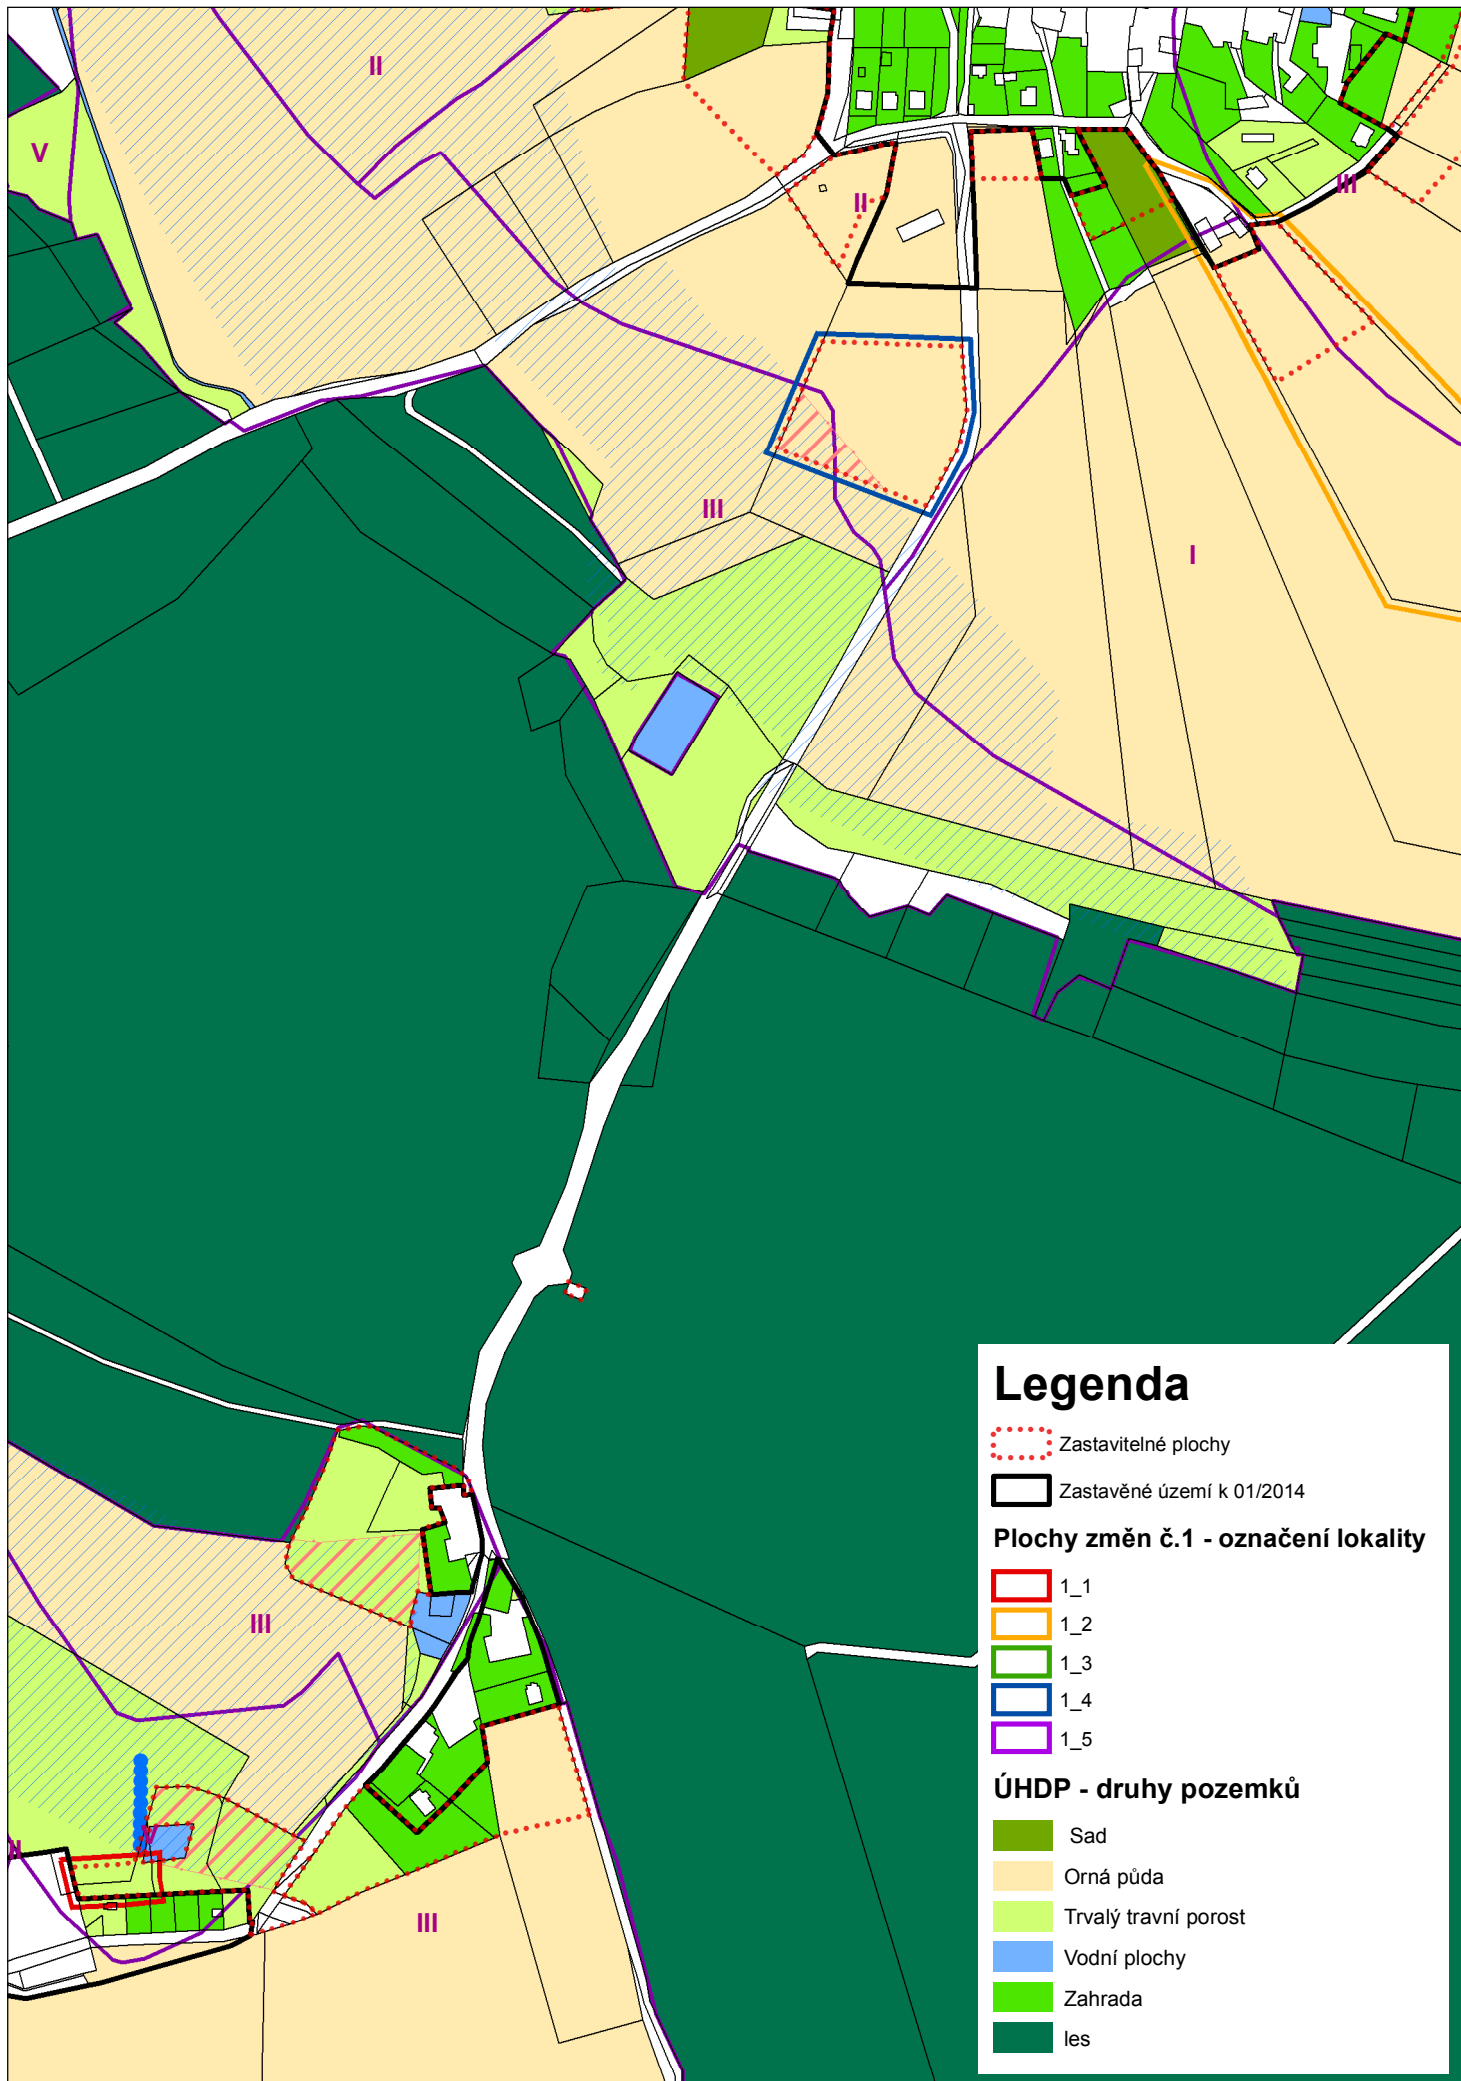 II
V
II
III
III
I
Legenda
Zastavitelné plochy
Zastavěné území k 01/2014
Plochy změn č.1 - označení lokality
1_1
1_2
1_3
1_4
1_5
ÚHDP - druhy pozemků
Sad
Orná půda
Trvalý travní porost
Vodní plochy
Zahrada
les
III
V
II
III